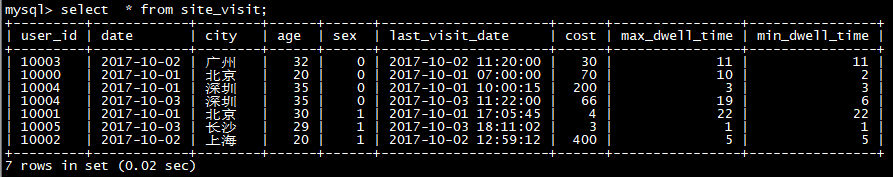 mysql> select  * from site_visit;
+---------+------------+--------+------+------+---------------------+------+----------------+----------------+
| user_id | date       | city   | age  | sex  | last_visit_date     | cost | max_dwell_time | min_dwell_time |
+---------+------------+--------+------+------+---------------------+------+----------------+----------------+
| 10003   | 2017-10-02 | 广州   |   32 |    0 | 2017-10-02 11:20:00 |   30 |             11 |             11 |
| 10000   | 2017-10-01 | 北京   |   20 |    0 | 2017-10-01 07:00:00 |   70 |             10 |              2 |
| 10004   | 2017-10-01 | 深圳   |   35 |    0 | 2017-10-01 10:00:15 |  200 |              3 |              3 |
| 10004   | 2017-10-03 | 深圳   |   35 |    0 | 2017-10-03 11:22:00 |   66 |             19 |              6 |
| 10001   | 2017-10-01 | 北京   |   30 |    1 | 2017-10-01 17:05:45 |    4 |             22 |             22 |
| 10005   | 2017-10-03 | 长沙   |   29 |    1 | 2017-10-03 18:11:02 |    3 |              1 |              1 |
| 10002   | 2017-10-02 | 上海   |   20 |    1 | 2017-10-02 12:59:12 |  400 |              5 |              5 |
+---------+------------+--------+------+------+---------------------+------+----------------+----------------+
7 rows in set (0.02 sec)